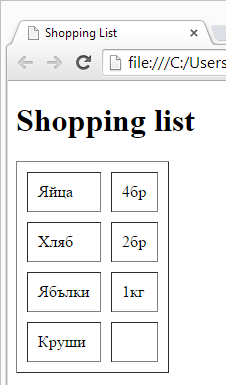 Shopping List
file:///C:/Users
Shopping list
Яйца 4бр
Хляб 2бр
Ябълки 1кг
Круши